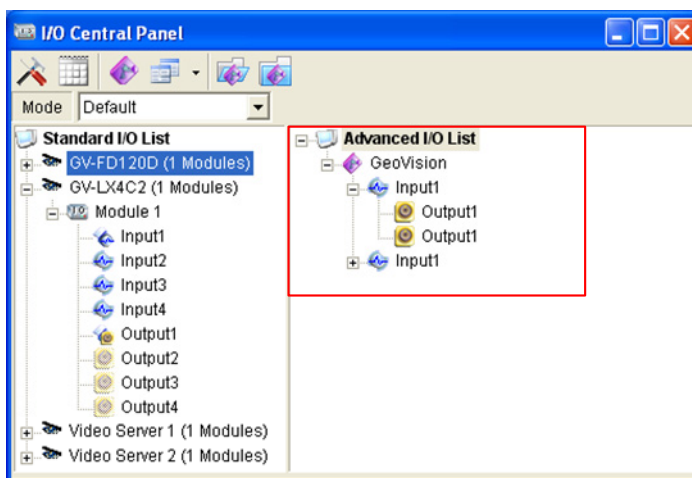 I/O Central Panel
Mode Default
Standard I/O List
GV-FD120D (1 Modules)
GV-LX4C2 (1 Modules)
Module 1
Input1
Input2
Input3
Input4
Output1
Output2
Output3
Output4
Video Server 1 (1 Modules)
Video Server 2 (1 Modules)
Advanced I/O List
GeoVision
Input1
Output1
Output1
Input1